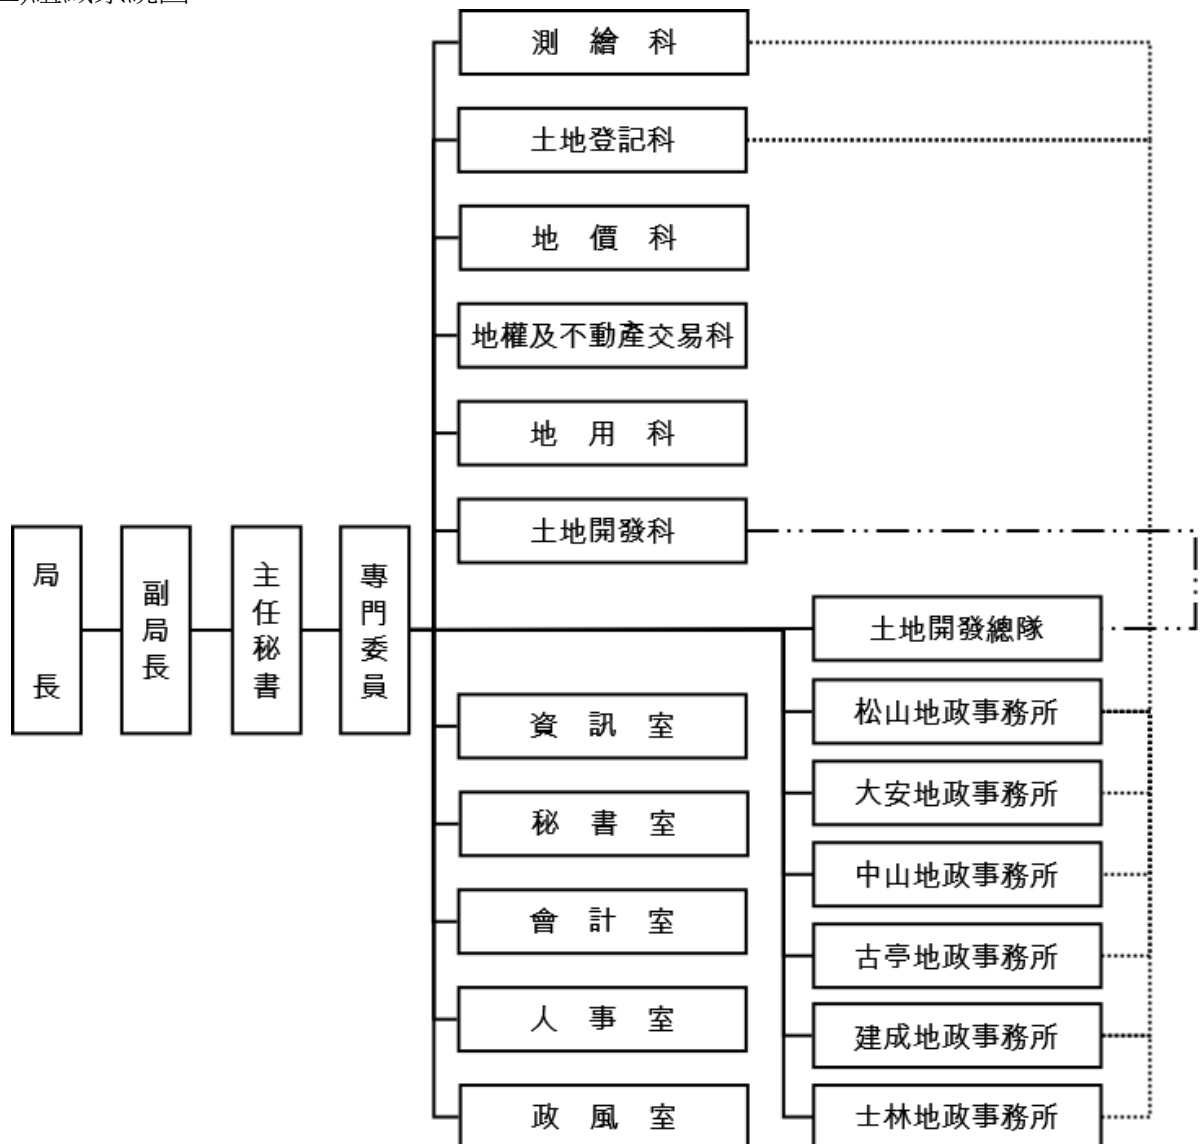 組織系統圖
測繪科
土地登記科
地價科
地權及不動產交易科
地用科
土地開發科
局長
副局長
主任秘書
專門委員
土地開發總隊
松山地政事務所
大安地政事務所
中山地政事務所
古亭地政事務所
建成地政事務所
士林地政事務所
資訊室
秘書室
會計室
人事室
政風室